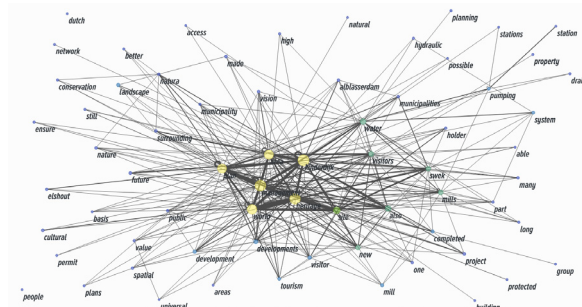 dutch
natural
planning
access
stations
station
high
network
better
hydraulic
property
made
possible
natura
conservation
landscape
vision
alblasserdam
pumping
municipality
municipalities
still
system
water
ensure
surrounding
holder
nature
visitors
able
future
swek
many
elshout
mills
world
site
also
part
basis
public
long
cultural
value
developments
completed
development
now
project
permit
visitor
spatial
one
group
people
plans
areas
tourism
mill
protected
universal
building